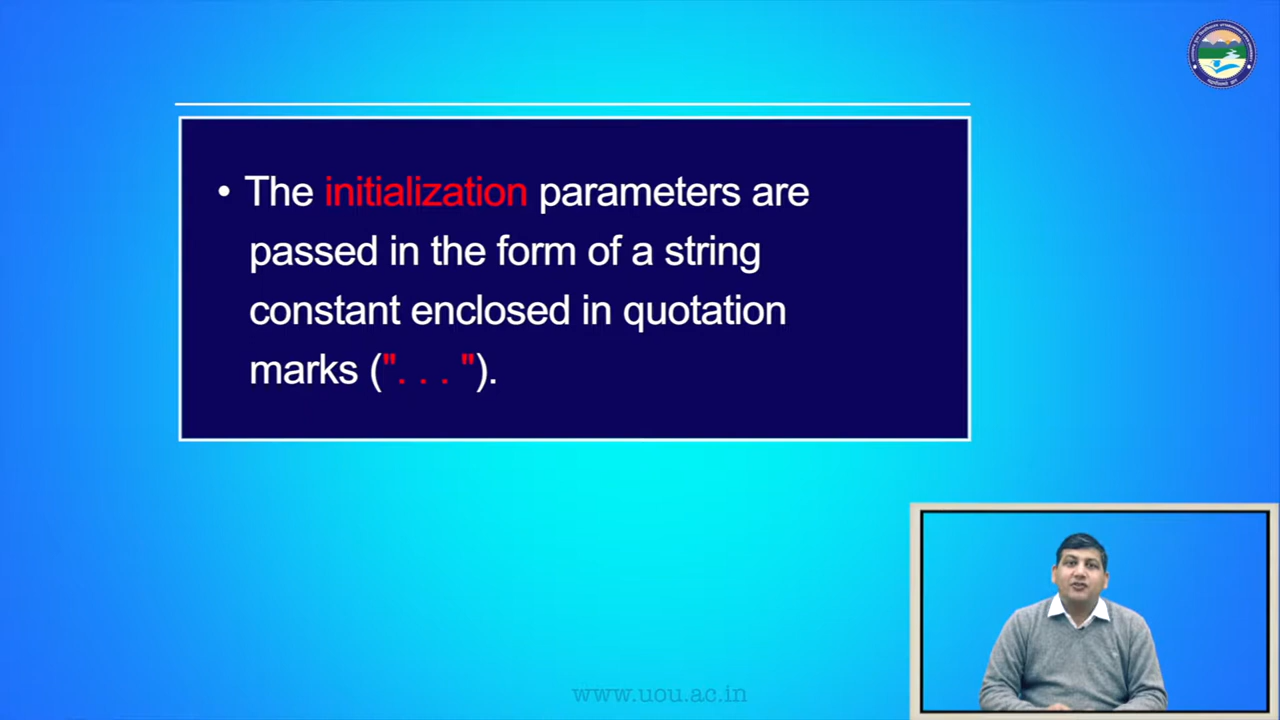 • The initialization parameters are
passed in the form of a string
constant enclosed in quotation
marks (". . . ").
www.uou.ac.in